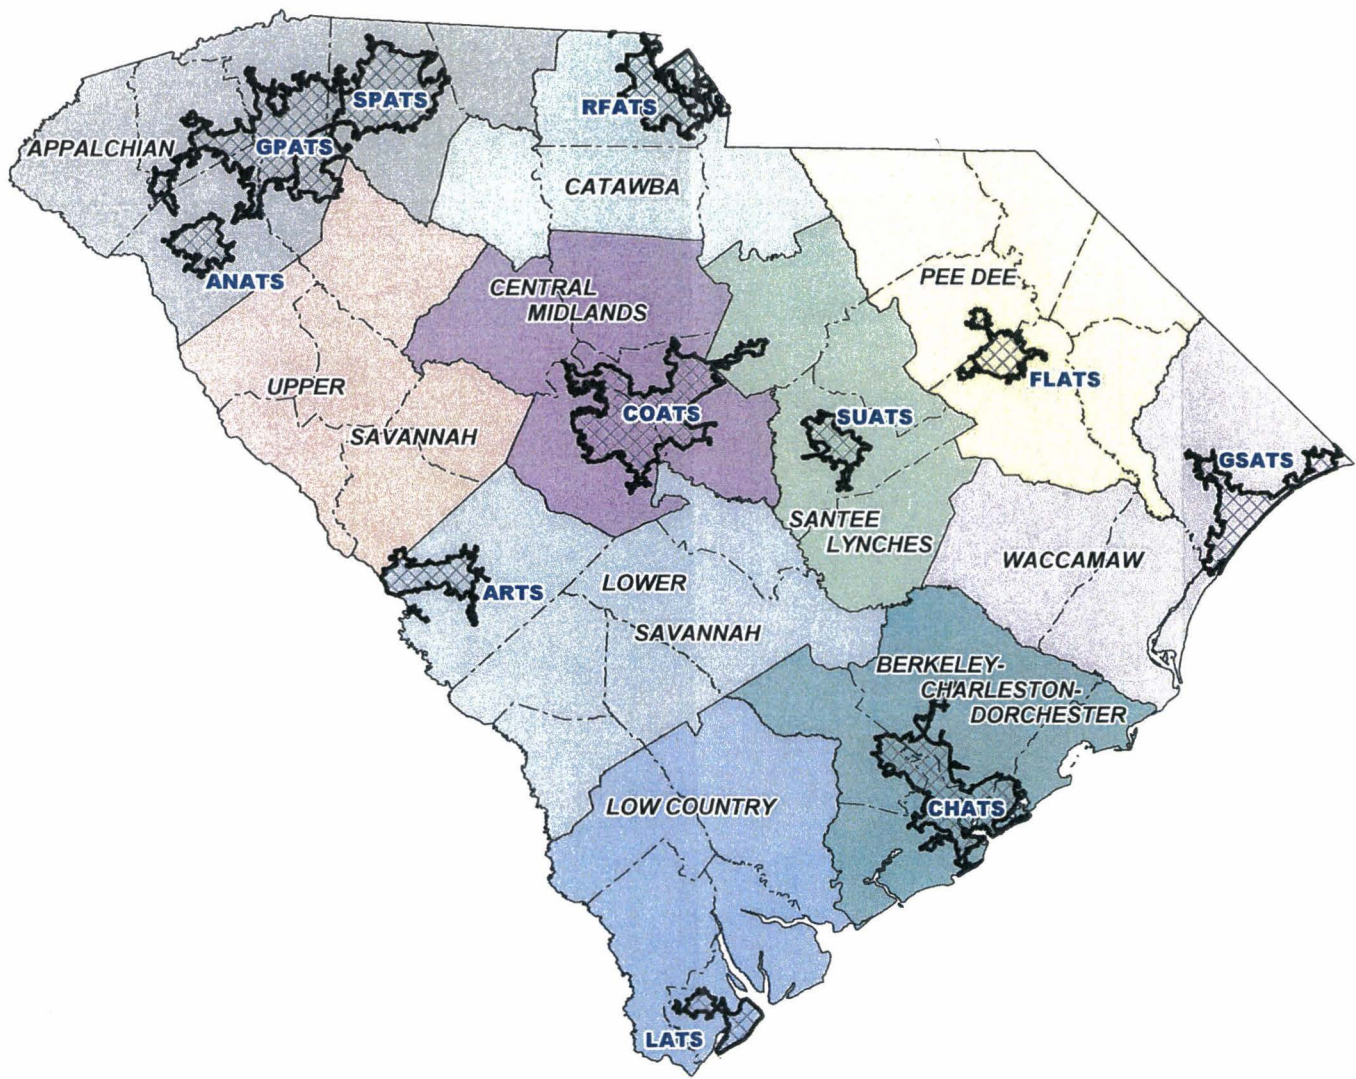 SPATS
RFATS
APPALCHIAN
GPATS
CATAWBA
ANATS
CENTRAL
MIDLANDS
PEE DEE
UPPER
SAVANNAH
FLATS
COATS
SUATS
GSATS
SANTEE
LYNCHES
WACCAMAW
ARTS
LOWER
SAVANNAH
BERKELEY-
CHARLESTON-
DORCHESTER
LOW COUNTRY
CHATS
LATS